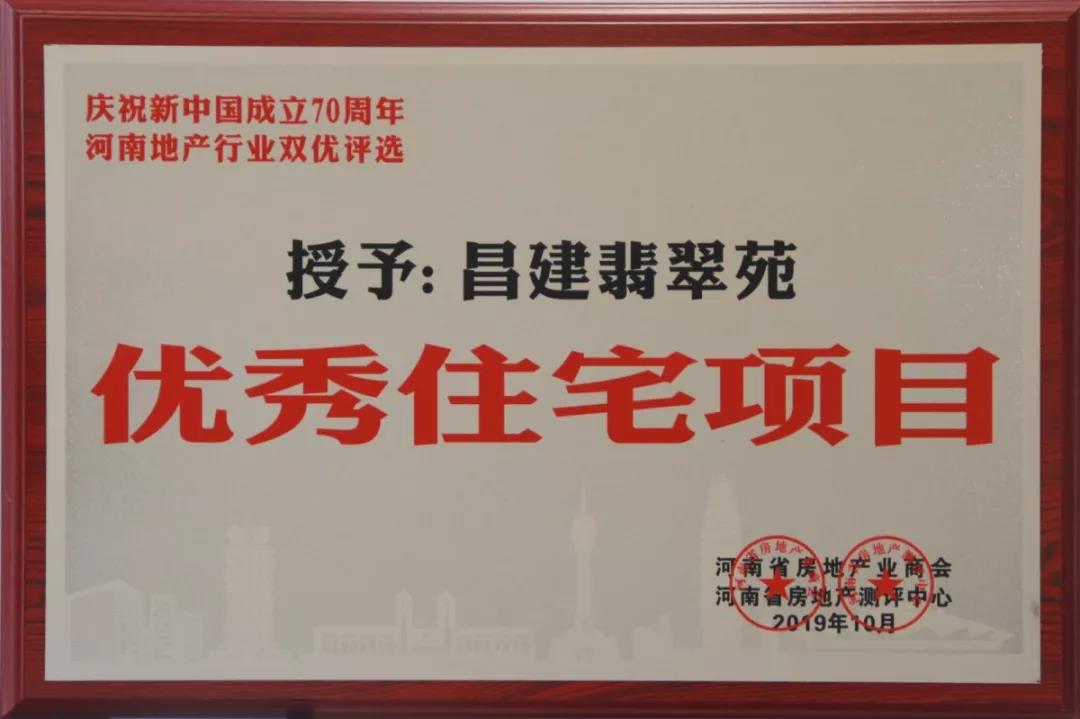 庆祝新中国成立70周年
河南地产行业双优评选
授予:昌建翡翠苑
优秀住宅项目
河南省房地产业商会
河南省房地产测评中心
2019年10月